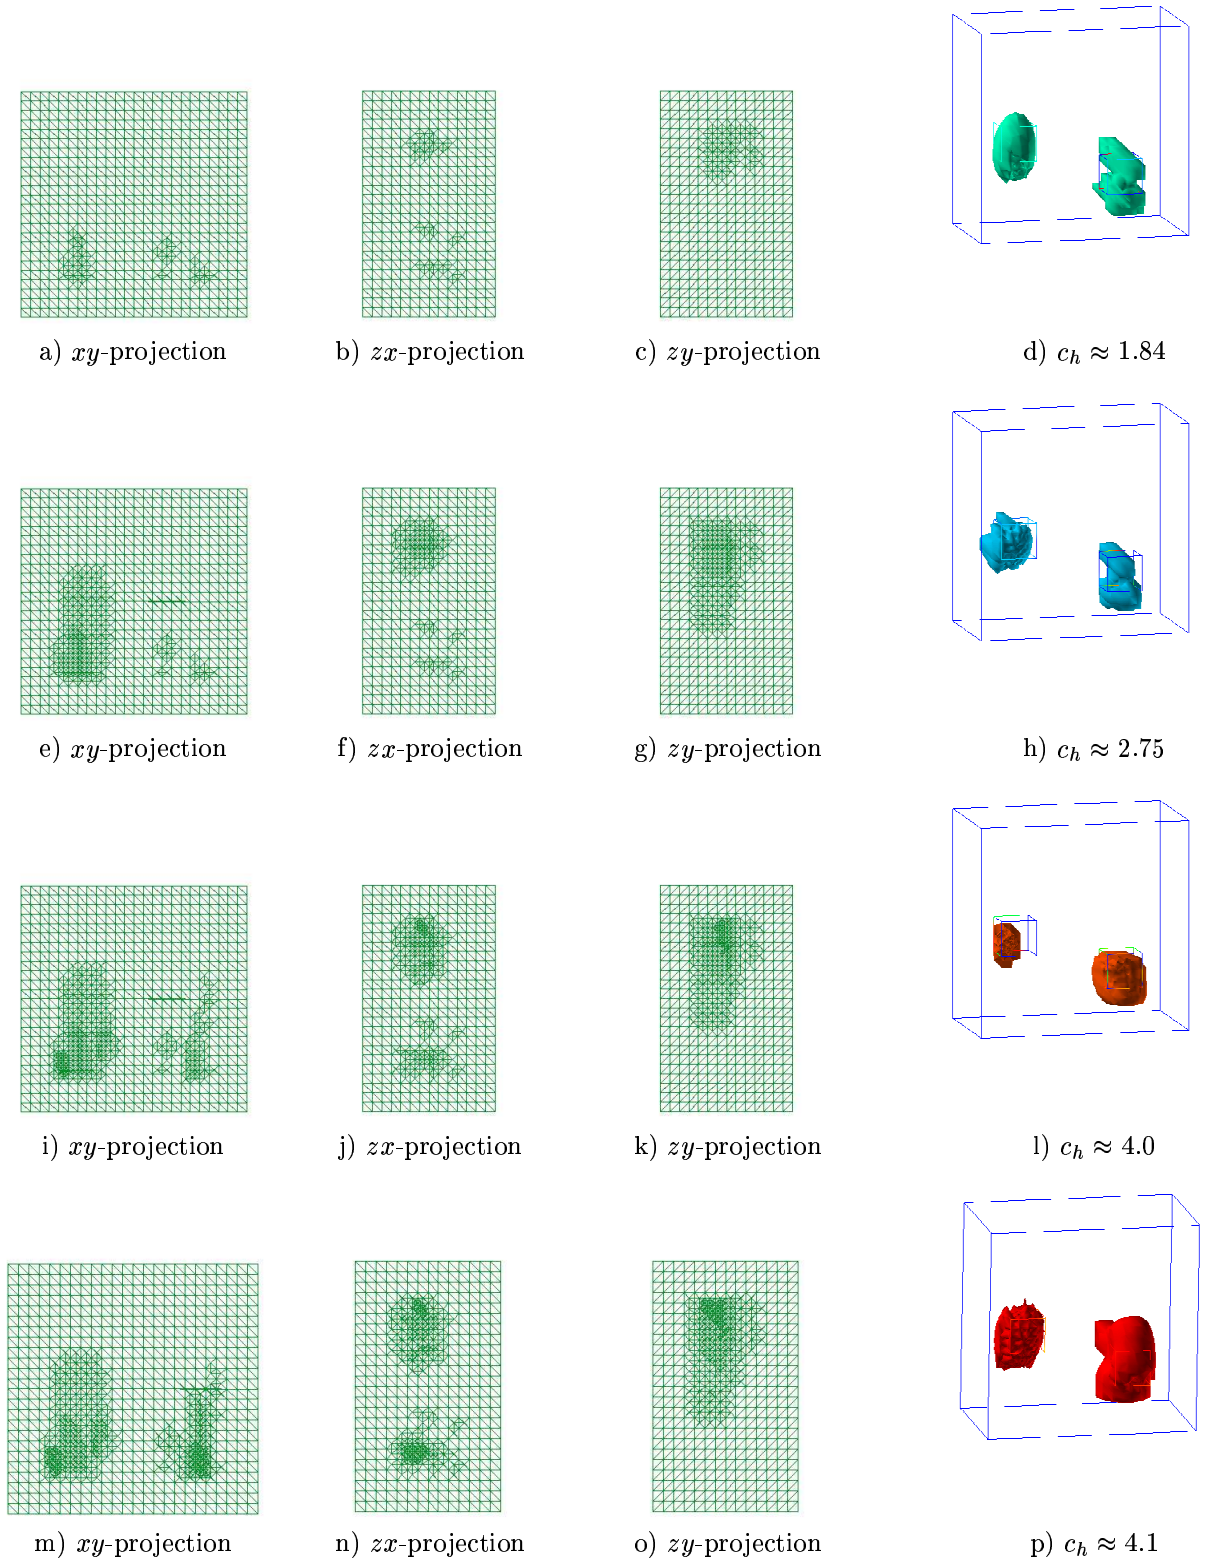 a) xy-projection
b) zx-projection
c) zy-projection
d) c_h ≈ 1.84
e) xy-projection
f) zx-projection
g) zy-projection
h) c_h ≈ 2.75
i) xy-projection
j) zx-projection
k) zy-projection
l) c_h ≈ 4.0
m) xy-projection
n) zx-projection
o) zy-projection
p) c_h ≈ 4.1